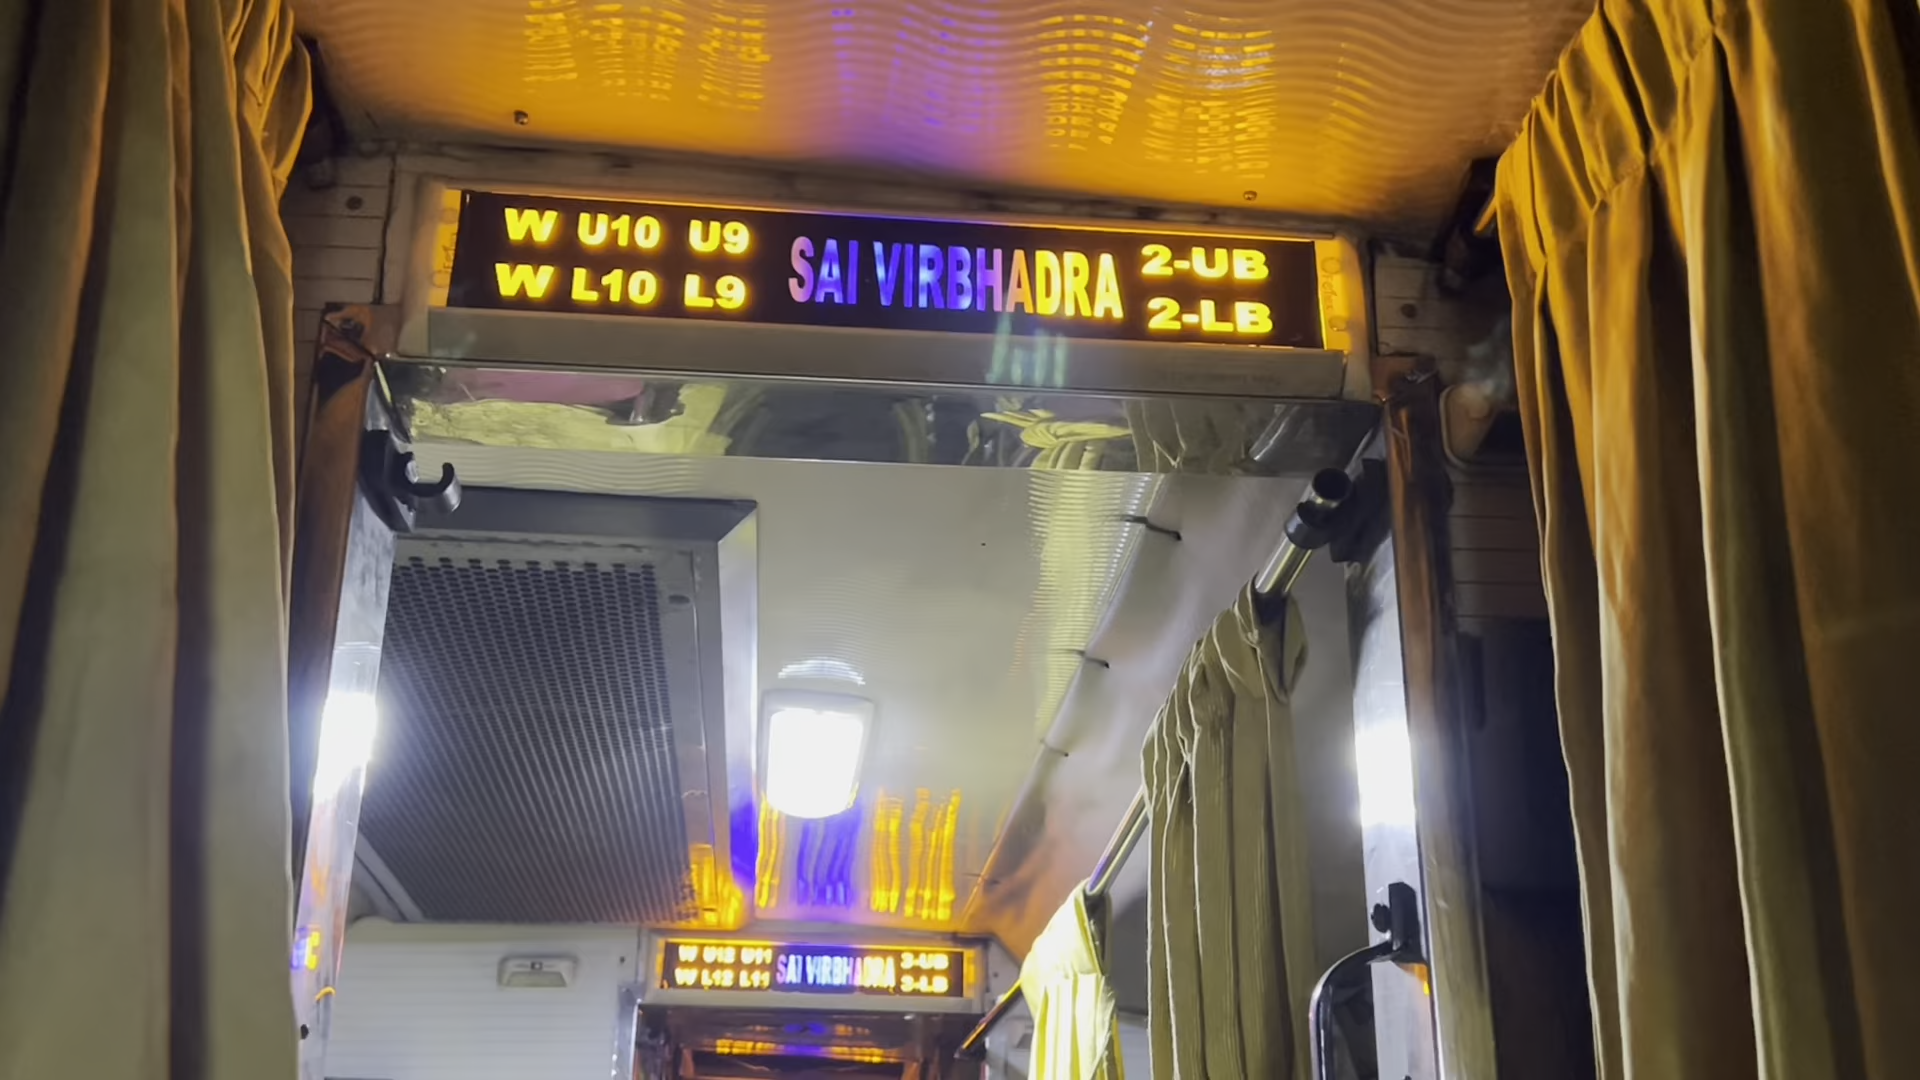 W U10 U9 SAI VIRBHADRA 2-UB
W L10 L9 2-LB
W U12 U11 SAI VIRBHADRA 3-UB
W L12 L11 3-LB